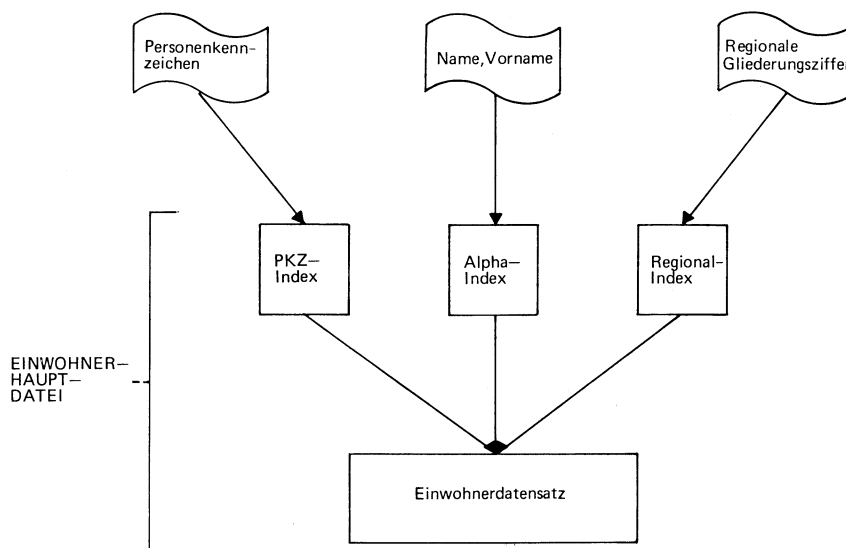 Personenkenn-
zeichen
Name,Vorname
Regionale
Gliederungsziffer
PKZ—
Index
Alpha—
Index
Regional-
Index
EINWOHNER—
HAUPT—
DATEI
Einwohnerdatensatz